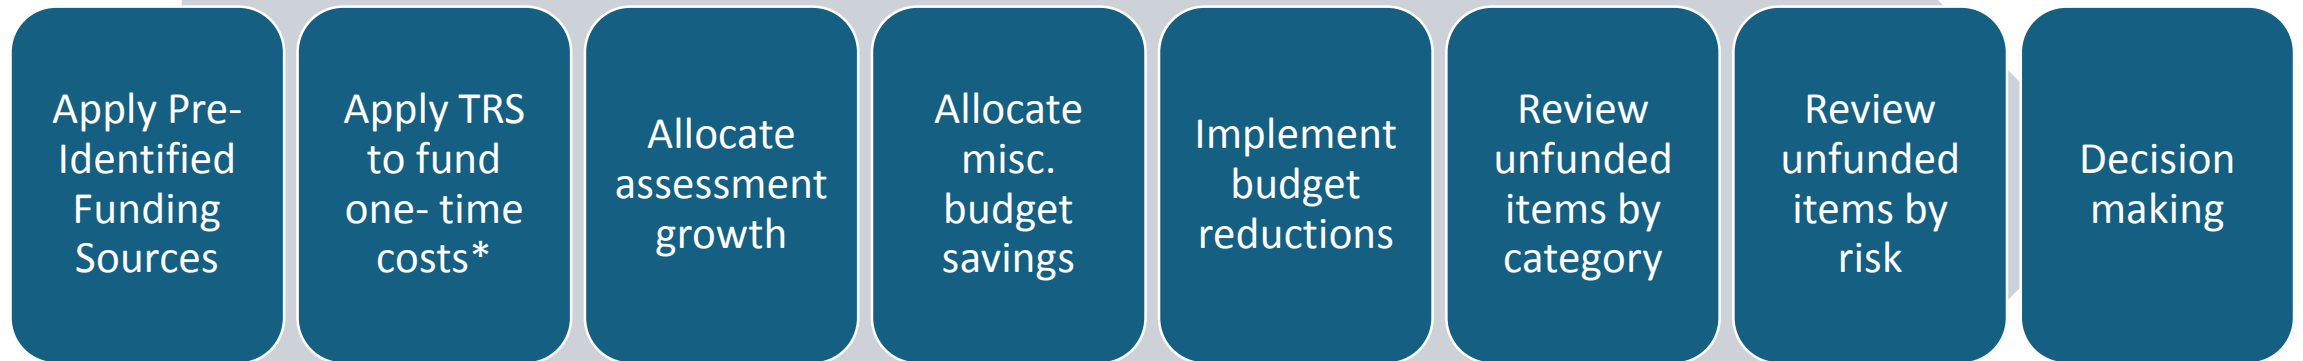 Apply Pre-
Identified
Funding
Sources
Apply TRS
to fund
one- time
costs*
Allocate
assessment
growth
Allocate
misc.
budget
savings
Implement
budget
reductions
Review
unfunded
items by
category
Review
unfunded
items by
risk
Decision
making